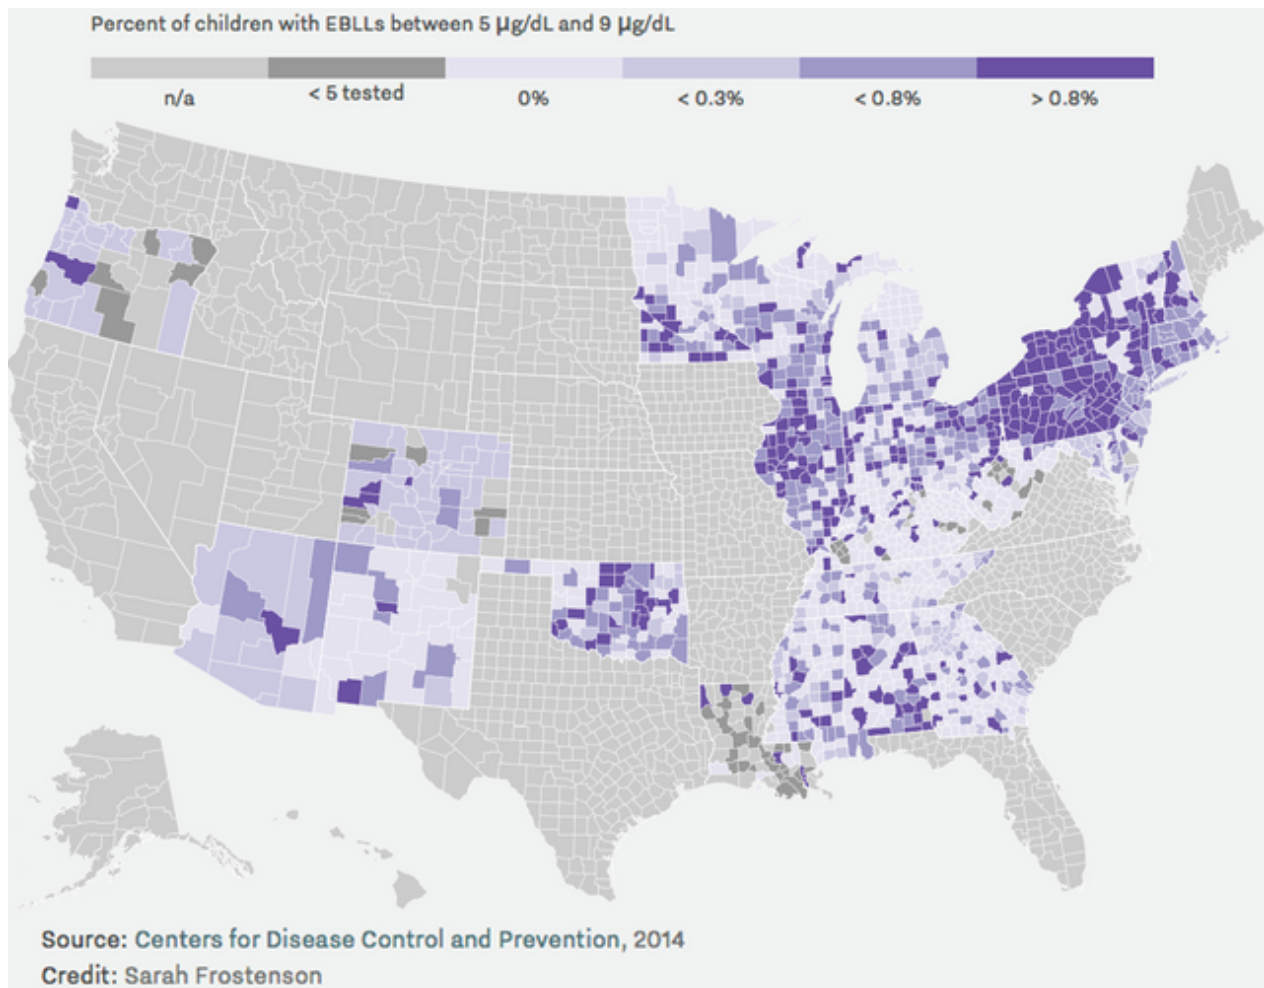 Percent of children with EBLLs between 5 μg/dL and 9 μg/dL
n/a
< 5 tested
0%
< 0.3%
< 0.8%
> 0.8%
Source: Centers for Disease Control and Prevention, 2014
Credit: Sarah Frostenson